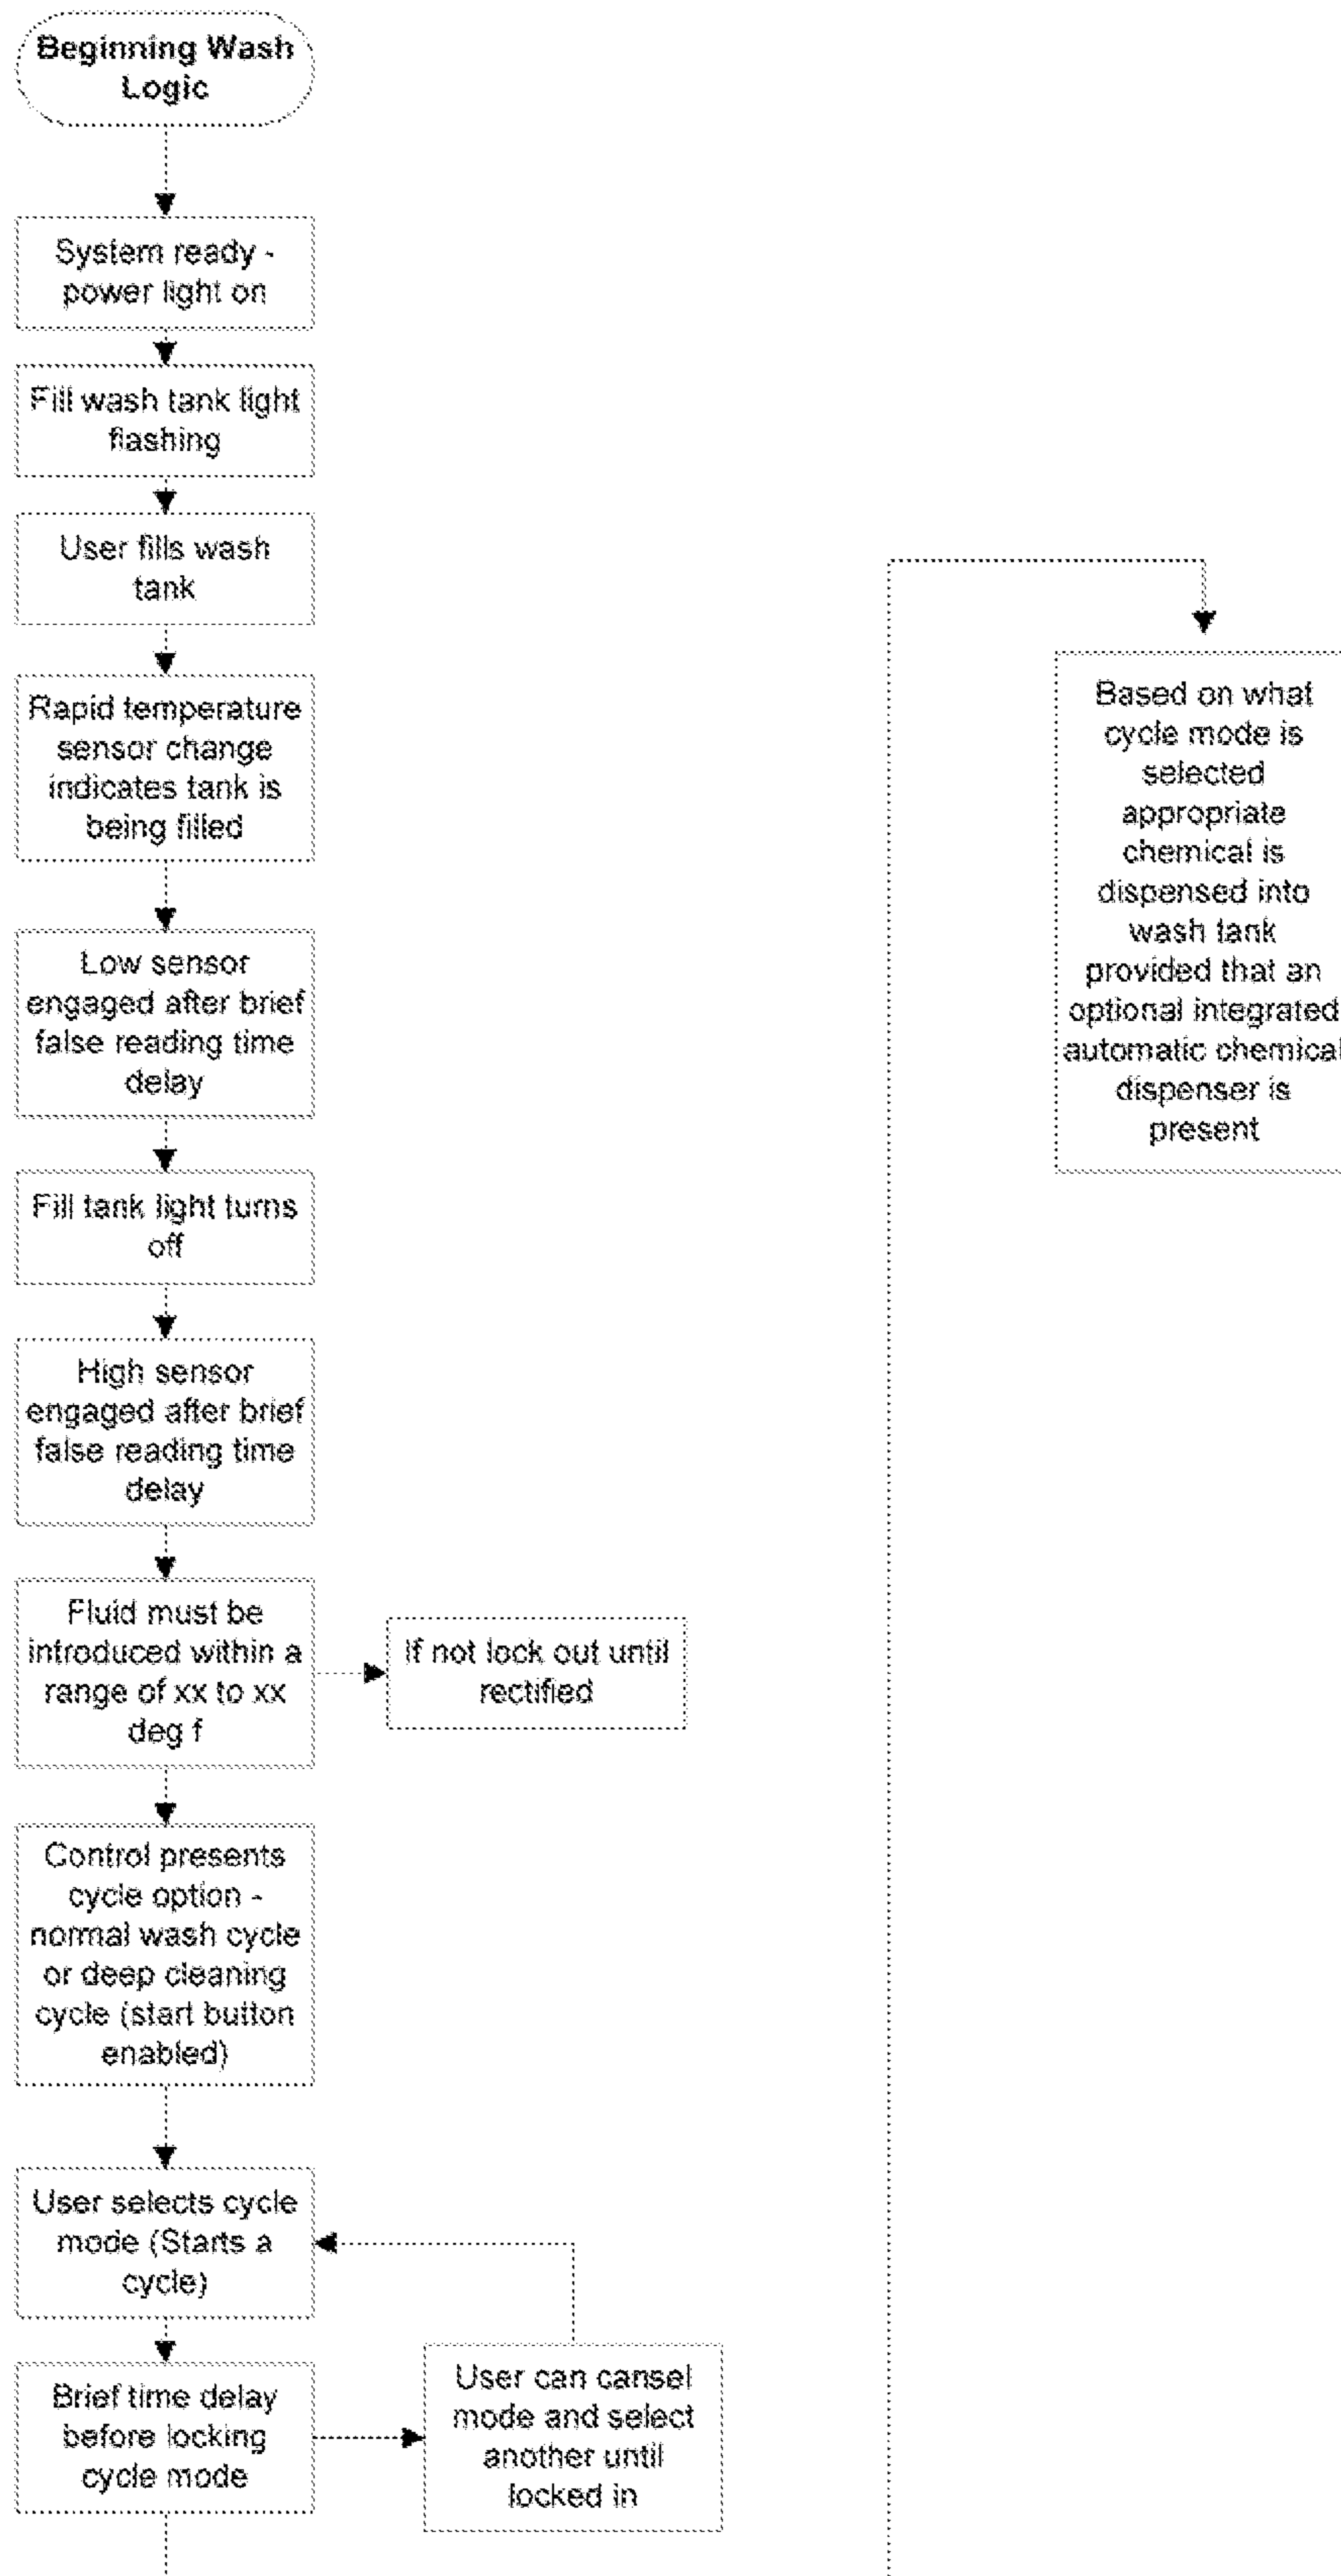 Beginning Wash
Logic
System ready -
power light on
Fill wash tank light
flashing
User fills wash
tank
Rapid temperature
sensor change
indicates tank is
being filled
Low sensor
engaged after brief
false reading time
delay
Fill tank light turns
off
High sensor
engaged after brief
false reading time
delay
Fluid must be
introduced within a
range of xx to xx
deg f
If not lock out until
rectified
Control presents
cycle option -
normal wash cycle
or deep cleaning
cycle (start button
enabled)
User selects cycle
mode (Starts a
cycle)
Brief time delay
before locking
cycle mode
User can cansel
mode and select
another until
locked in
Based on what
cycle mode is
selected
appropriate
chemical is
dispensed into
wash tank
provided that an
optional integrated
automatic chemical
dispenser is
present